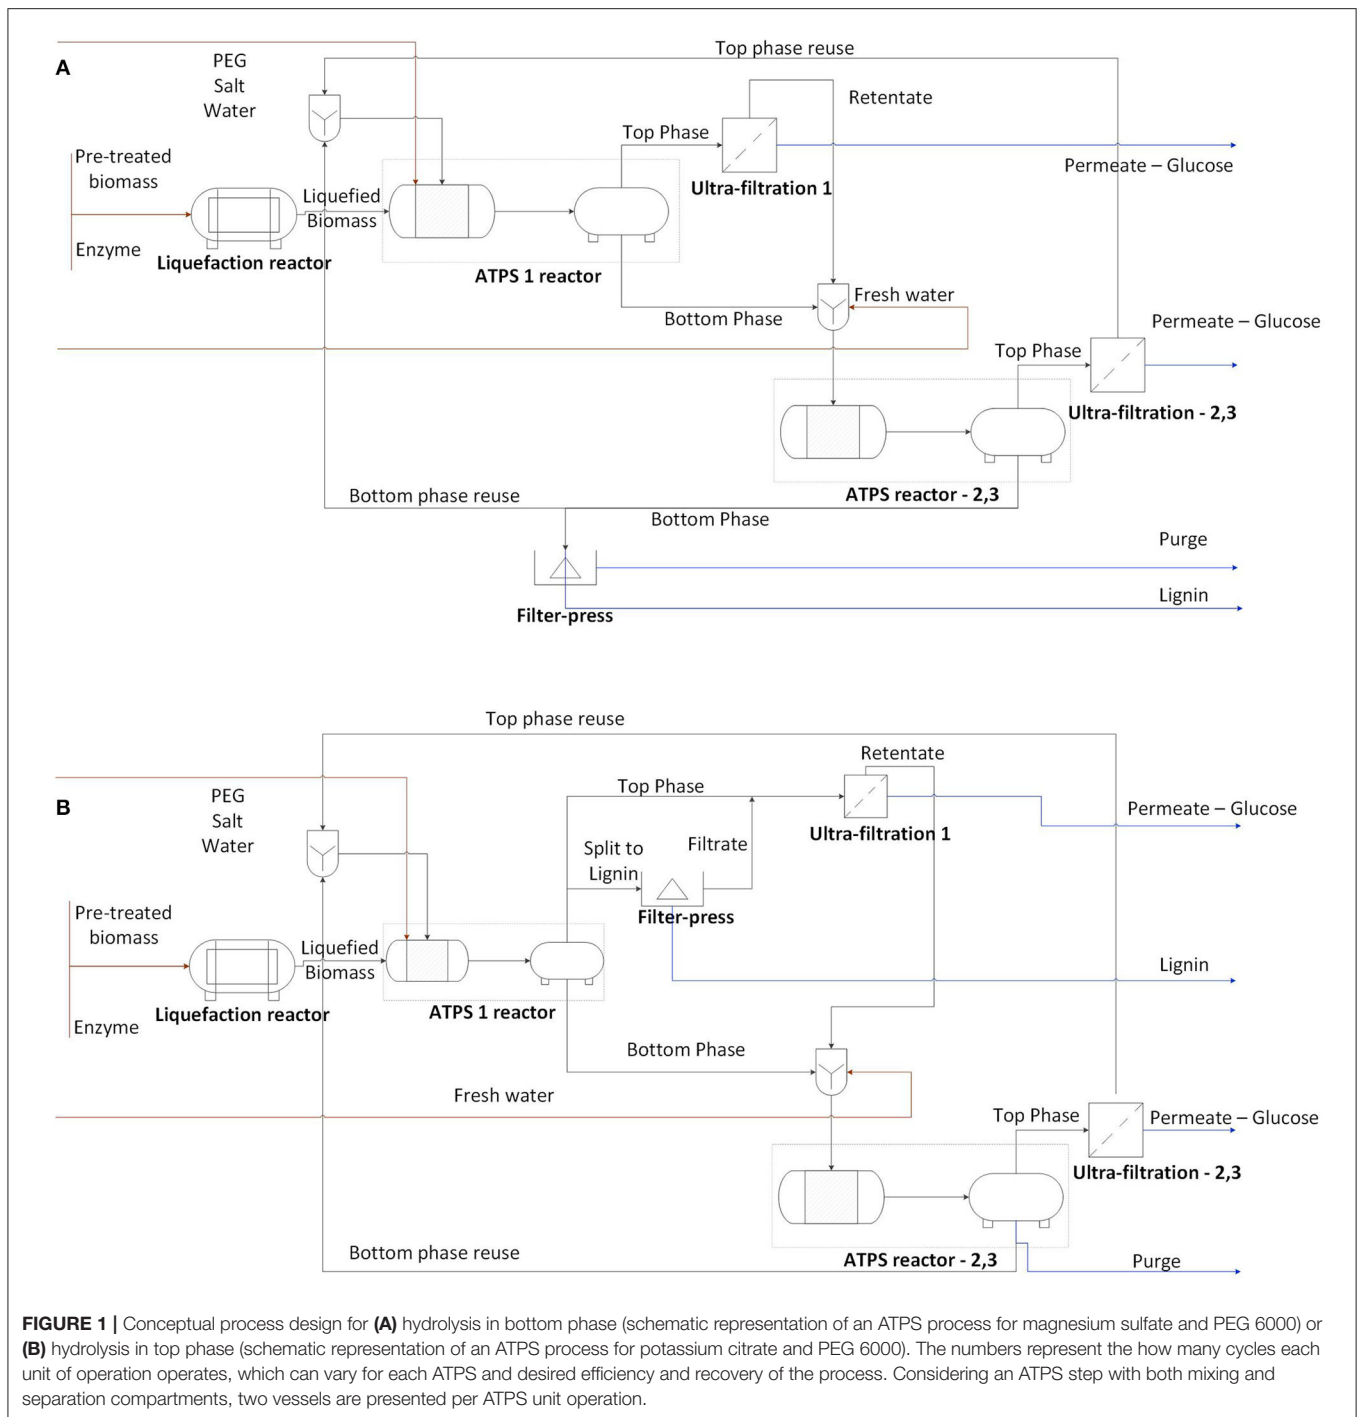 A
PEG
Salt
Water
Top phase reuse
Retentate
Top Phase
Permeate – Glucose
Ultra-filtration 1
Pre-treated
biomass
Enzyme
Liquefied
Biomass
Liquefaction reactor
ATPS 1 reactor
Fresh water
Bottom Phase
Permeate – Glucose
Top Phase
Ultra-filtration - 2,3
ATPS reactor - 2,3
Bottom phase reuse
Bottom Phase
Purge
Lignin
Filter-press
Top phase reuse
Retentate
B
PEG
Salt
Water
Top Phase
Permeate – Glucose
Ultra-filtration 1
Split to
Lignin
Filtrate
Filter-press
Pre-treated
biomass
Enzyme
Liquefied
Biomass
Lignin
Liquefaction reactor
ATPS 1 reactor
Bottom Phase
Fresh water
Top Phase
Permeate – Glucose
Ultra-filtration - 2,3
Bottom phase reuse
ATPS reactor - 2,3
Purge
FIGURE 1 | Conceptual process design for (A) hydrolysis in bottom phase (schematic representation of an ATPS process for magnesium sulfate and PEG 6000) or
(B) hydrolysis in top phase (schematic representation of an ATPS process for potassium citrate and PEG 6000). The numbers represent the how many cycles each
unit of operation operates, which can vary for each ATPS and desired efficiency and recovery of the process. Considering an ATPS step with both mixing and
separation compartments, two vessels are presented per ATPS unit operation.